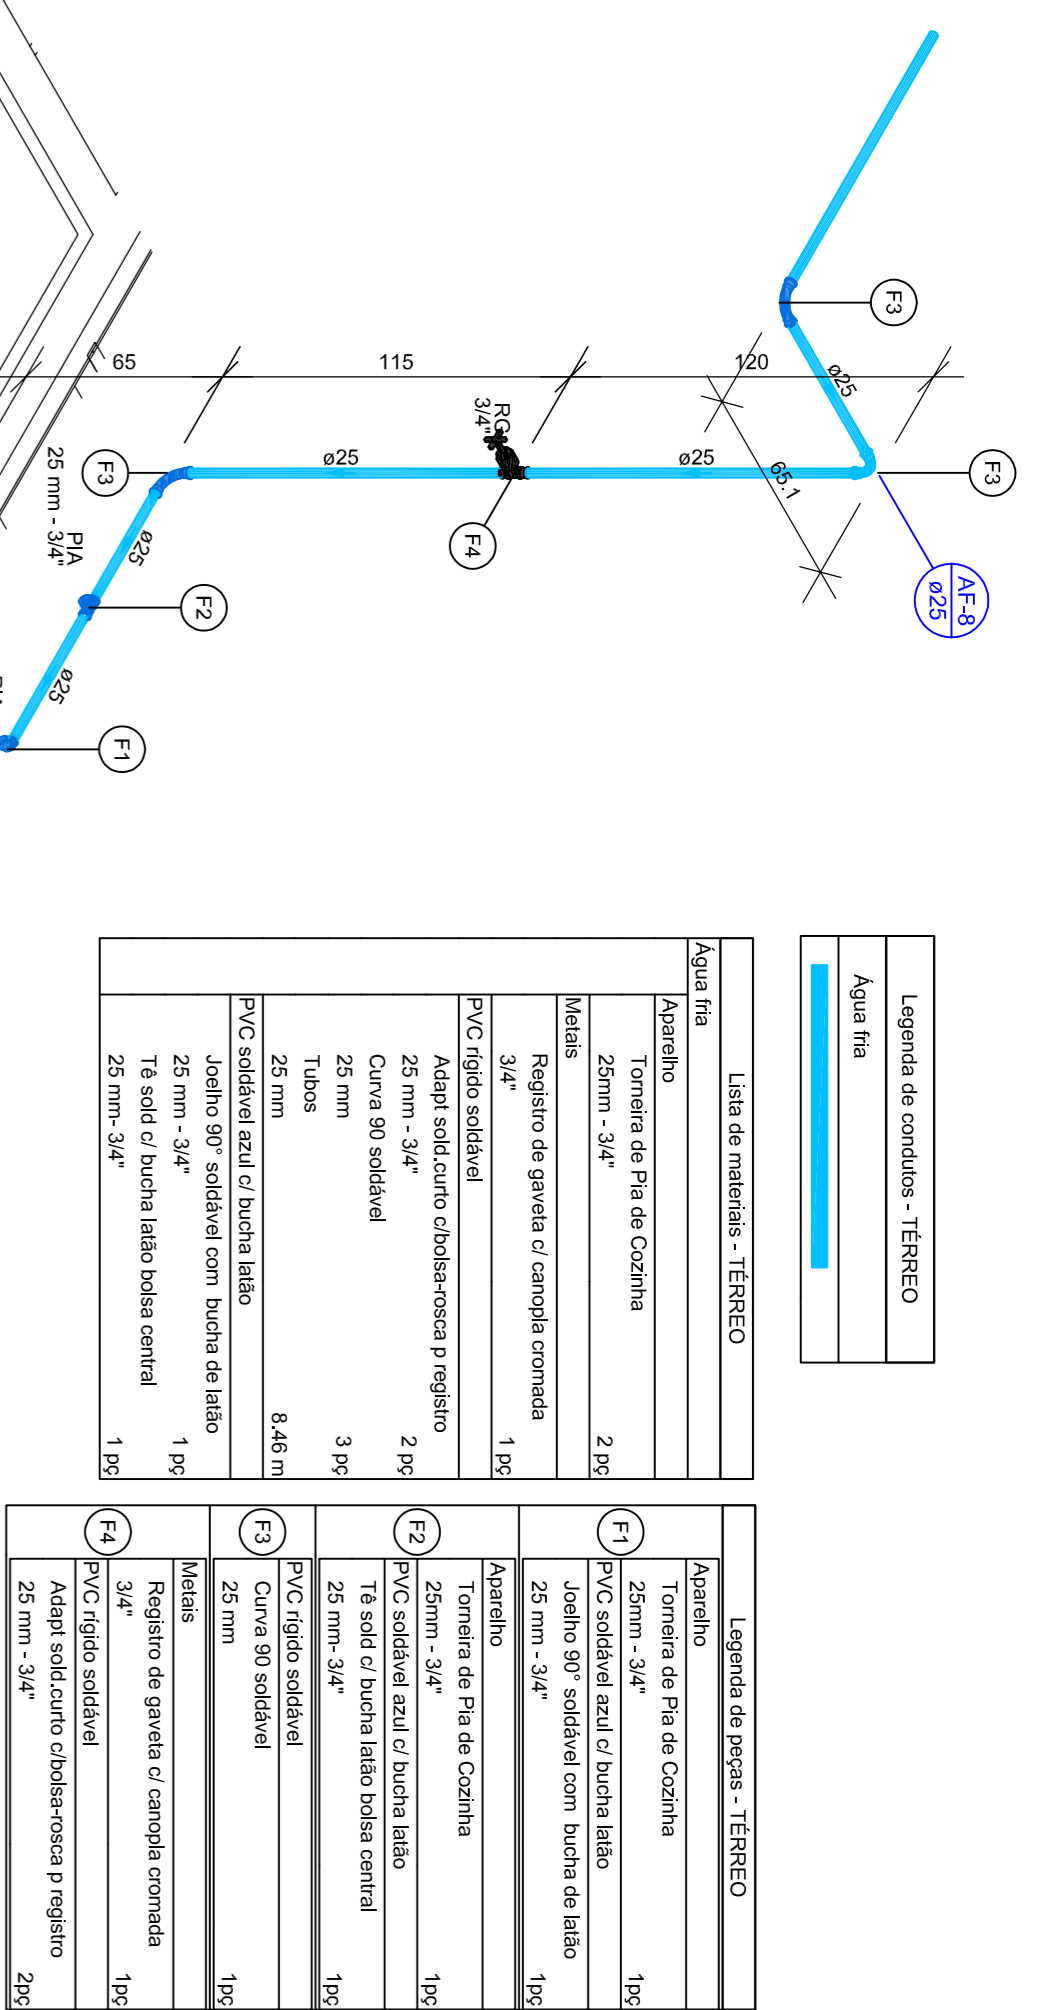 F3
65
115
120
ø25
RG
3/4"
F3
ø25
ø25
65.1
F3
F4
AF-8
ø25
PIA
25 mm - 3/4"
ø25
F2
ø25
F1
Legenda de condutos - TÉRREO
Água fria
Lista de materiais - TÉRREO
Água fria
Aparelho
Torneira de Pia de Cozinha
25mm - 3/4" 2 pç
Metais
Registro de gaveta c/ canopla cromada
3/4" 1 pç
PVC rígido soldável
Adapt sold.curto c/bolsa-rosca p registro
25 mm - 3/4" 2 pç
Curva 90 soldável
25 mm 3 pç
Tubos
25 mm 8.46 m
PVC soldável azul c/ bucha latão
Joelho 90° soldável com bucha de latão
25 mm - 3/4" 1 pç
Tê sold c/ bucha latão bolsa central
25 mm- 3/4" 1 pç
Legenda de peças - TÉRREO
F1
Aparelho
Torneira de Pia de Cozinha
25mm - 3/4" 1pç
PVC soldável azul c/ bucha latão
Joelho 90° soldável com bucha de latão
25 mm - 3/4" 1pç
F2
Aparelho
Torneira de Pia de Cozinha
25mm - 3/4" 1pç
PVC soldável azul c/ bucha latão
Tê sold c/ bucha latão bolsa central
25 mm- 3/4" 1pç
F3
PVC rígido soldável
Curva 90 soldável
25 mm 1pç
F4
Metais
Registro de gaveta c/ canopla cromada
3/4" 1pç
PVC rígido soldável
Adapt sold.curto c/bolsa-rosca p registro
25 mm - 3/4" 2pç